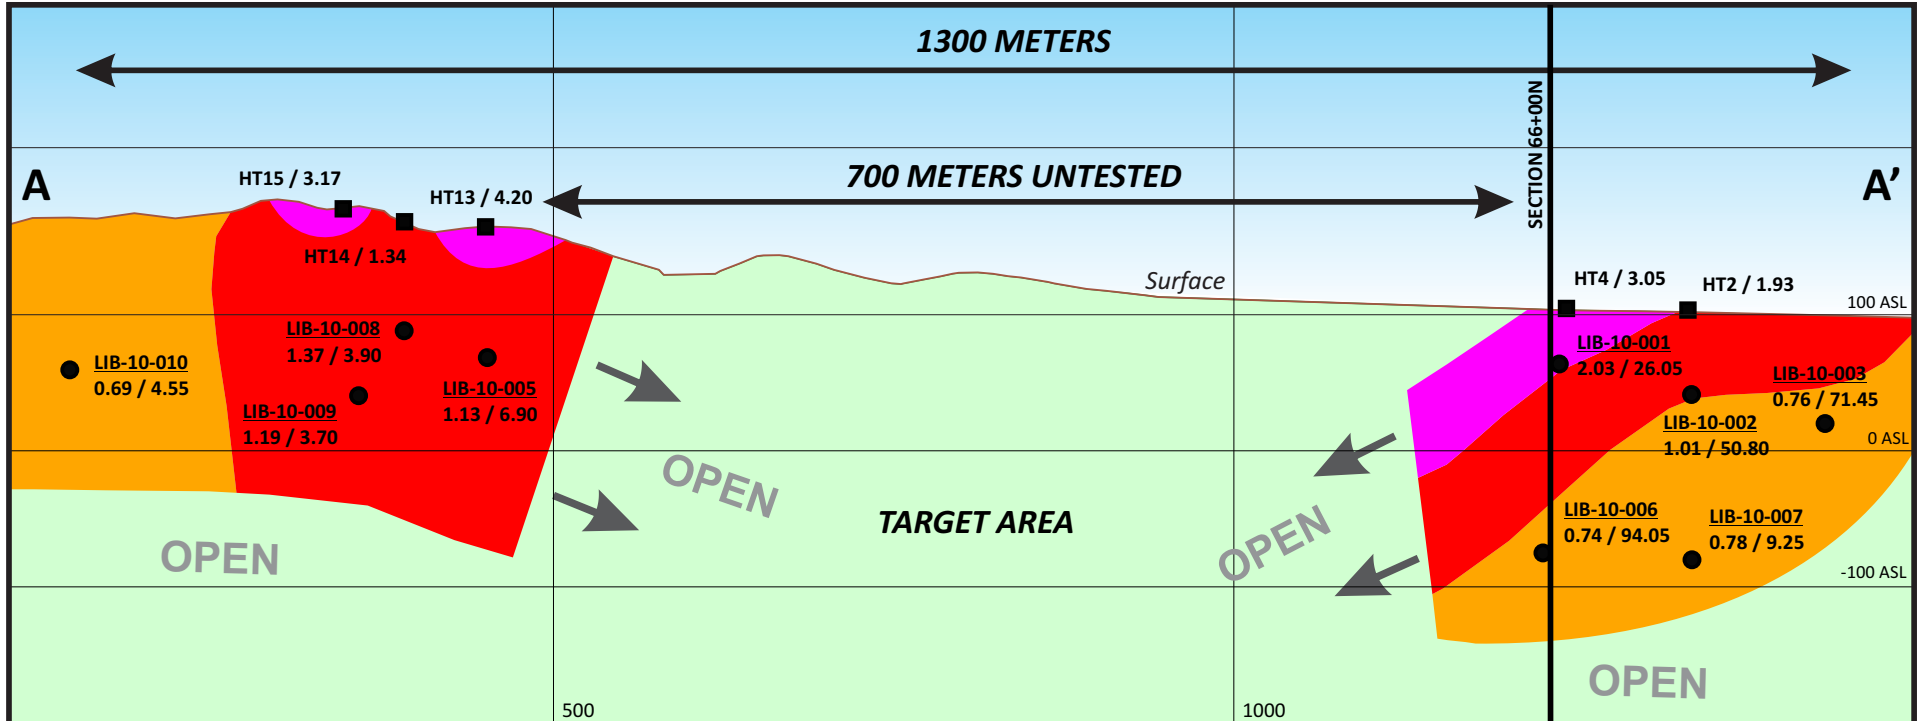 1300 METERS
SECTION 66+00N
A
HT15 / 3.17
HT13 / 4.20
700 METERS UNTESTED
A’
HT14 / 1.34
Surface
HT4 / 3.05
HT2 / 1.93
100 ASL
LIB-10-010
0.69 / 4.55
LIB-10-008
1.37 / 3.90
LIB-10-009
1.19 / 3.70
LIB-10-005
1.13 / 6.90
LIB-10-001
2.03 / 26.05
LIB-10-003
0.76 / 71.45
LIB-10-002
1.01 / 50.80
0 ASL
OPEN
OPEN
TARGET AREA
OPEN
LIB-10-006
0.74 / 94.05
LIB-10-007
0.78 / 9.25
-100 ASL
OPEN
500
1000